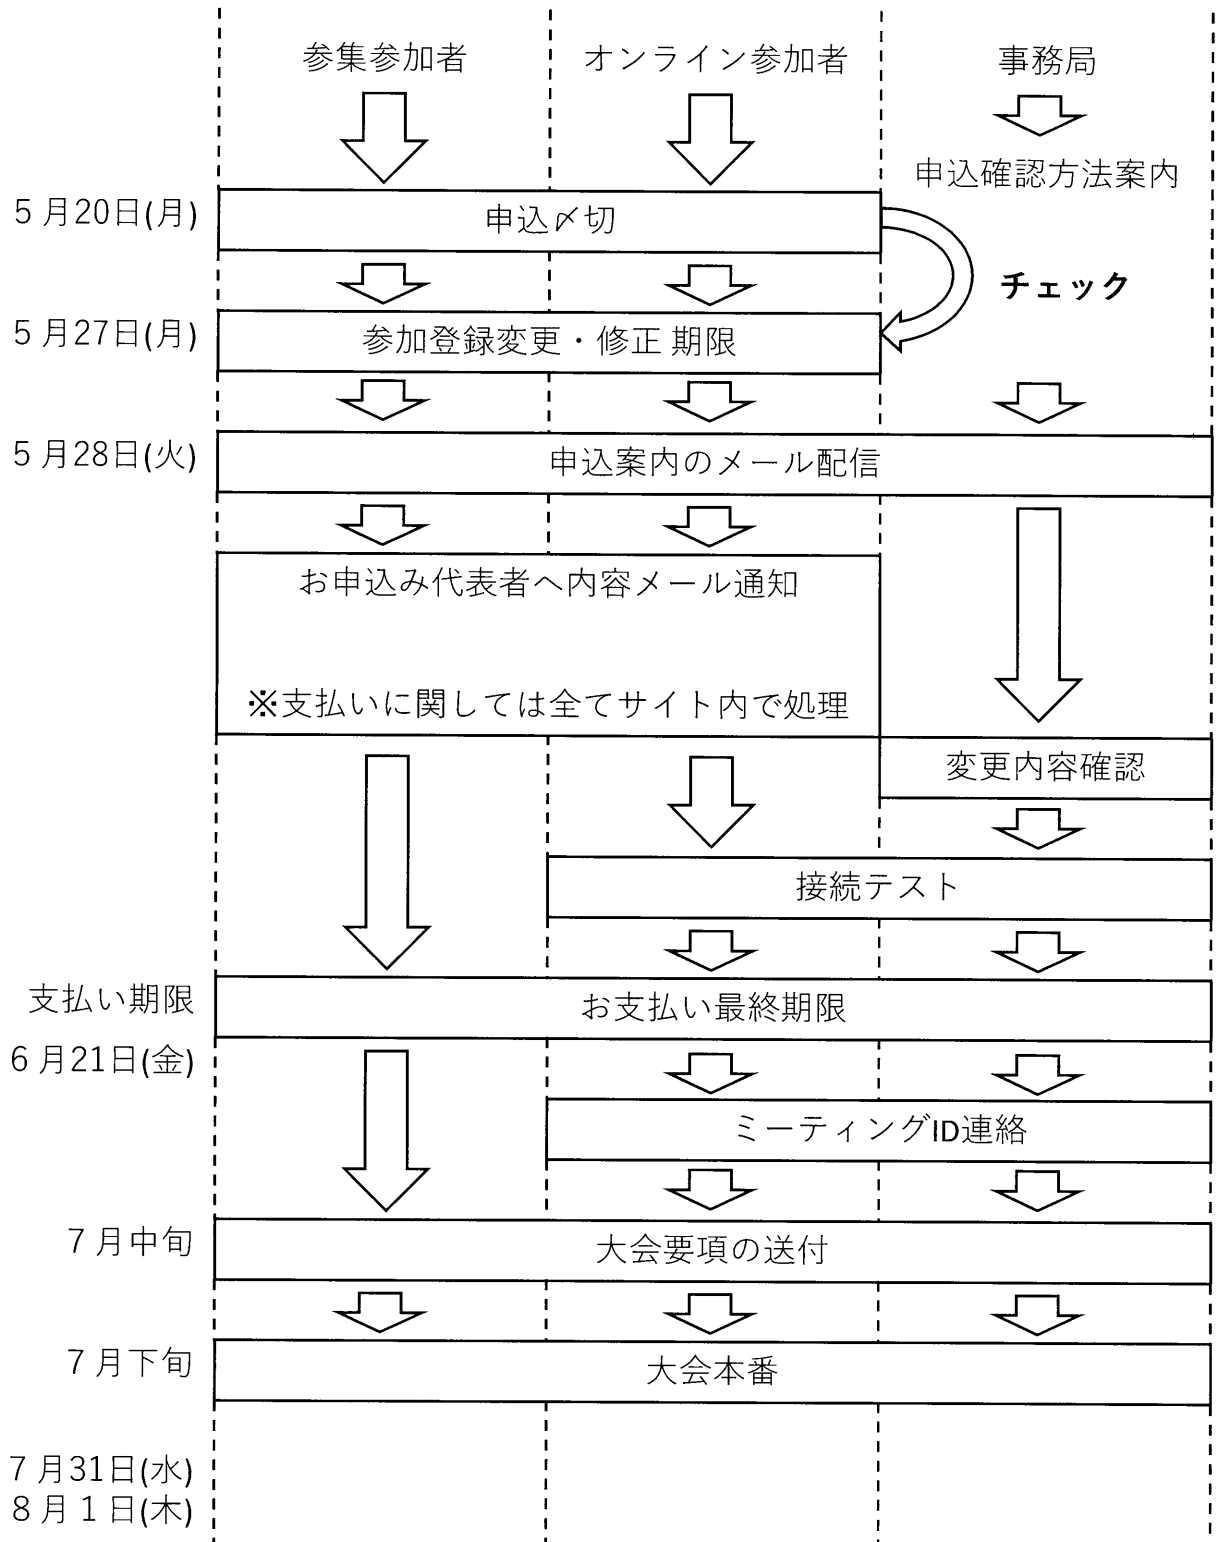 参集参加者
オンライン参加者
事務局
申込確認方法案内
5月20日(月)
申込〆切
チェック
5月27日(月)
参加登録変更・修正 期限
5月28日(火)
申込案内のメール配信
お申込み代表者へ内容メール通知
※支払いに関しては全てサイト内で処理
変更内容確認
接続テスト
支払い期限
お支払い最終期限
6月21日(金)
ミーティングID連絡
7月中旬
大会要項の送付
7月下旬
大会本番
7月31日(水)
8月1日(木)